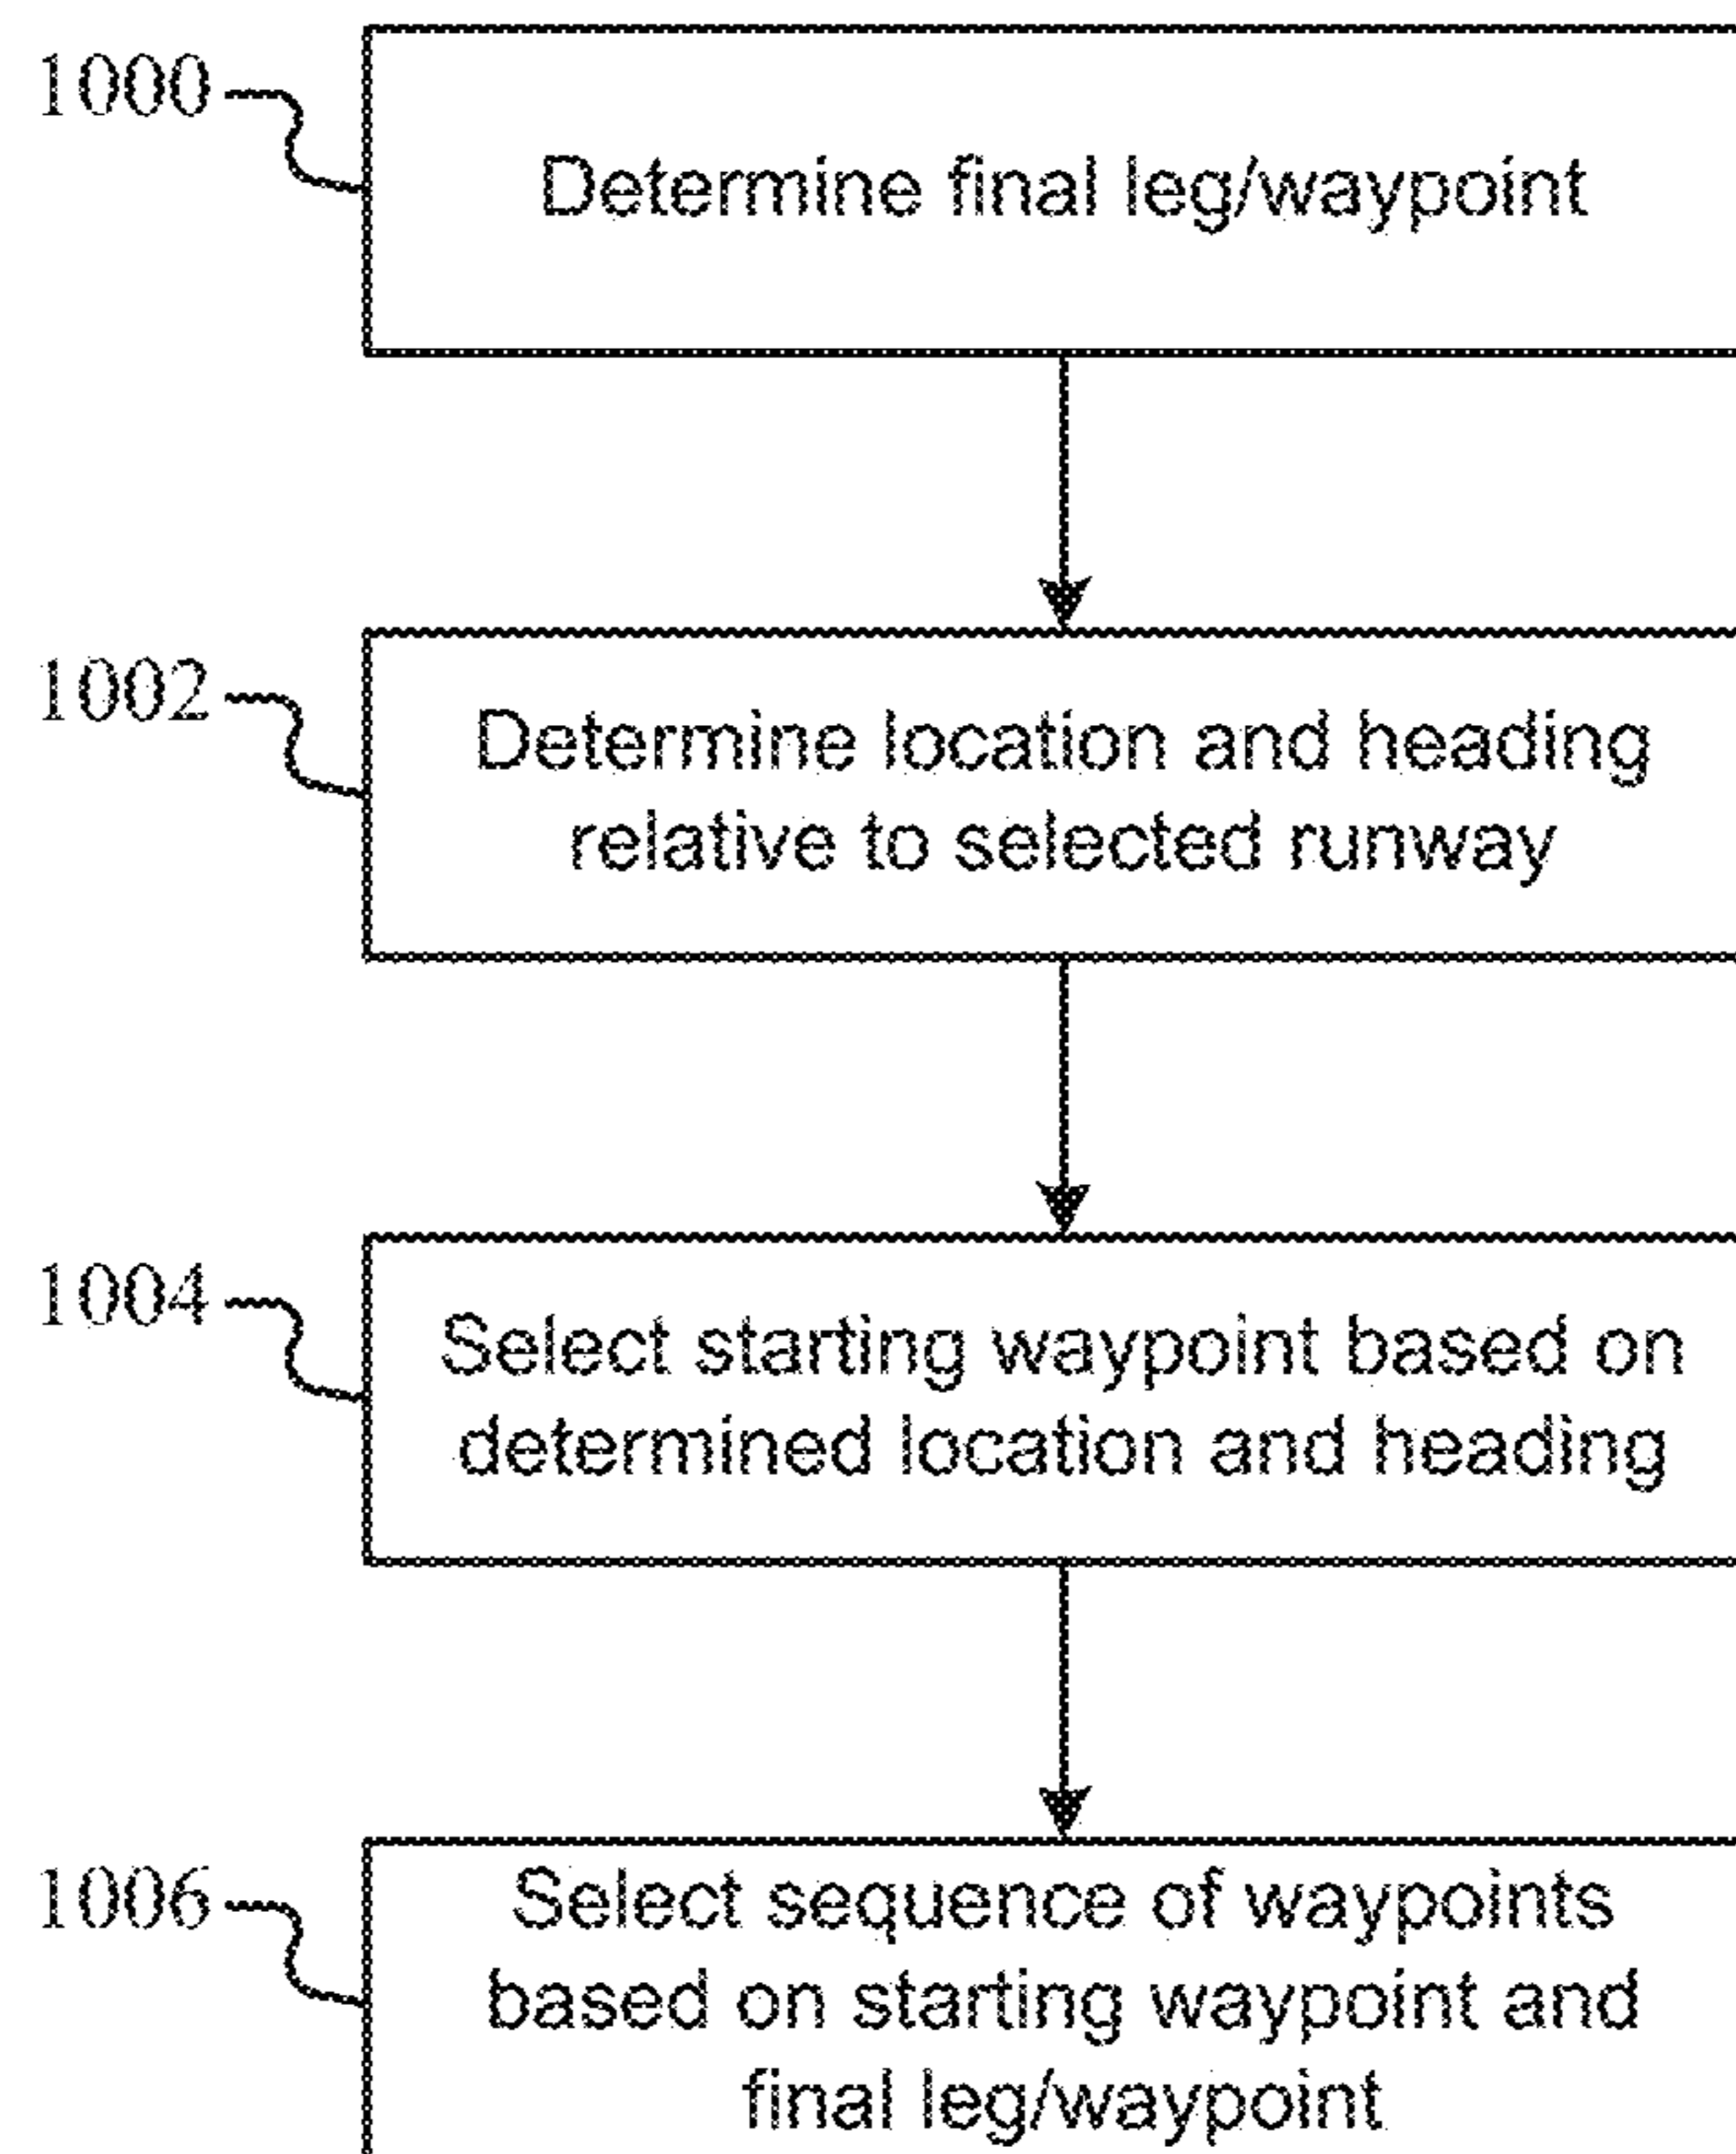 1000
Determine final leg/waypoint
1002
Determine location and heading
relative to selected runway
1004
Select starting waypoint based on
determined location and heading
1006
Select sequence of waypoints
based on starting waypoint and
final leg/waypoint